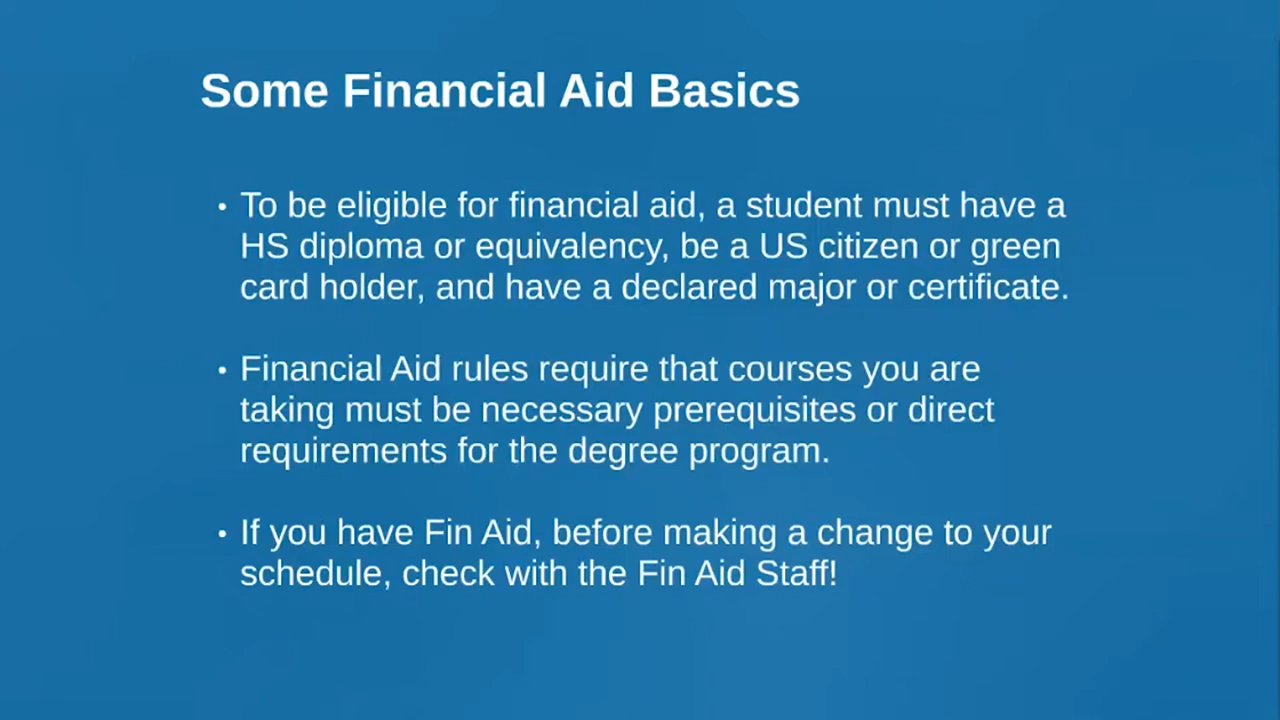 Some Financial Aid Basics
• To be eligible for financial aid, a student must have a
HS diploma or equivalency, be a US citizen or green
card holder, and have a declared major or certificate.
• Financial Aid rules require that courses you are
taking must be necessary prerequisites or direct
requirements for the degree program.
• If you have Fin Aid, before making a change to your
schedule, check with the Fin Aid Staff!